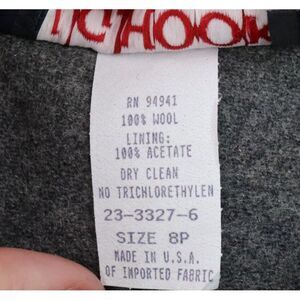 HOOK
RN 94941
100% WOOL
LINING:
100% ACETATE
DRY CLEAN
NO TRICHLORETHYLEN
23-3327-6
SIZE 8P
MADE IN U.S.A.
OF IMPORTED FABRIC